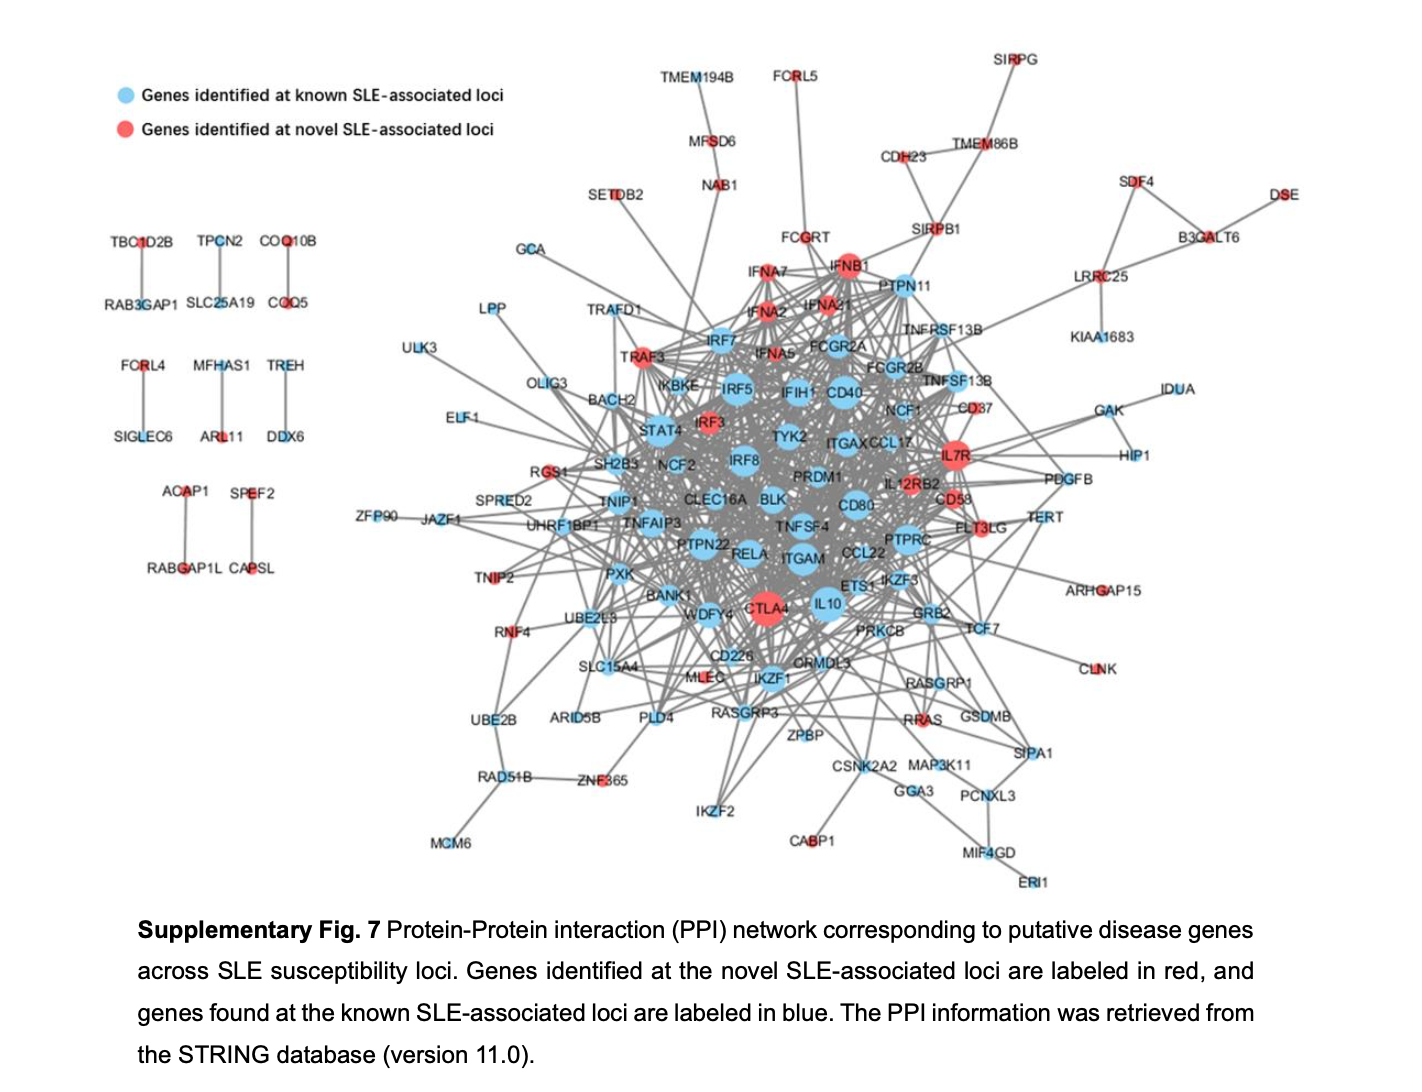 Genes identified at known SLE-associated loci
Genes identified at novel SLE-associated loci
SIRPG
TMEM194B
FCRL5
MFSD6
TMEM86B
CDH23
NAB1
SETDB2
SDF4
DSE
SIRPB1
FCGRT
B3GALT6
TBC1D2B
TPCN2
COQ10B
GCA
IFNA7
IFNB1
LRRC25
PTPN11
RAB3GAP1
SLC25A19
COQ5
LPP
TRAFD1
IFNA2
IFNA21
TNFRSF13B
KIAA1683
ULK3
IRF7
FCGR2A
TRAF3
IFNA5
FCRL4
MFHAS1
TREH
FCGR2B
OLIG3
IKBKE
TNFSF13B
IRF5
IFIH1
CD40
IDUA
BACH2
NCF1
CD37
GAK
ELF1
IRF3
STAT4
SIGLEC6
ARL11
DDX6
TYK2
ITGAX
CCL17
IL7R
HIP1
SH2B3
NCF2
IRF8
RGS1
PRDM1
IL12RB2
PDGFB
ACAP1
SPEF2
SPRED2
TNIP1
CLEC16A
BLK
CD80
CD58
ZFP90
JAZF1
UHRF1BP1
TNFAIP3
TNFSF4
FLT3LG
TERT
PTPN22
RELA
ITGAM
CCL22
PTPRC
RABGAP1L
CAPSL
TNIP2
PXK
ETS1
IKZF3
ARHGAP15
BANK1
CTLA4
IL10
UBE2L3
WDFY4
GRB2
RNF4
PRKCB
TCF7
SLC15A4
CD226
ORMDL3
CLNK
MLEC
IKZF1
RASGRP1
UBE2B
ARID5B
PLD4
RASGRP3
RRAS
GSDMB
ZPBP
SIPA1
RAD51B
ZNF365
CSNK2A2
MAP3K11
GGA3
PCNXL3
IKZF2
MCM6
CABP1
MIF4GD
ERI1
Supplementary Fig. 7 Protein-Protein interaction (PPI) network corresponding to putative disease genes
across SLE susceptibility loci. Genes identified at the novel SLE-associated loci are labeled in red, and
genes found at the known SLE-associated loci are labeled in blue. The PPI information was retrieved from
the STRING database (version 11.0).